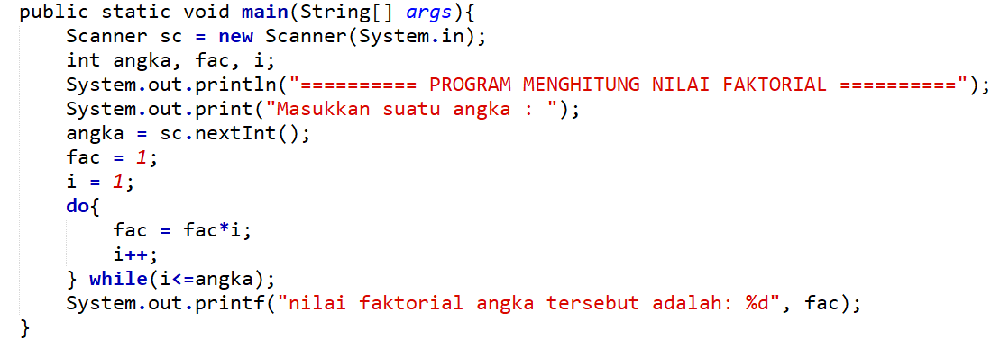 public static void main(String[] args){
Scanner sc = new Scanner(System.in);
int angka, fac, i;
System.out.println("========== PROGRAM MENGHITUNG NILAI FAKTORIAL ==========");
System.out.print("Masukkan suatu angka : ");
angka = sc.nextInt();
fac = 1;
i = 1;
do{
fac = fac*i;
i++;
} while(i<=angka);
System.out.printf("nilai faktorial angka tersebut adalah: %d", fac);
}